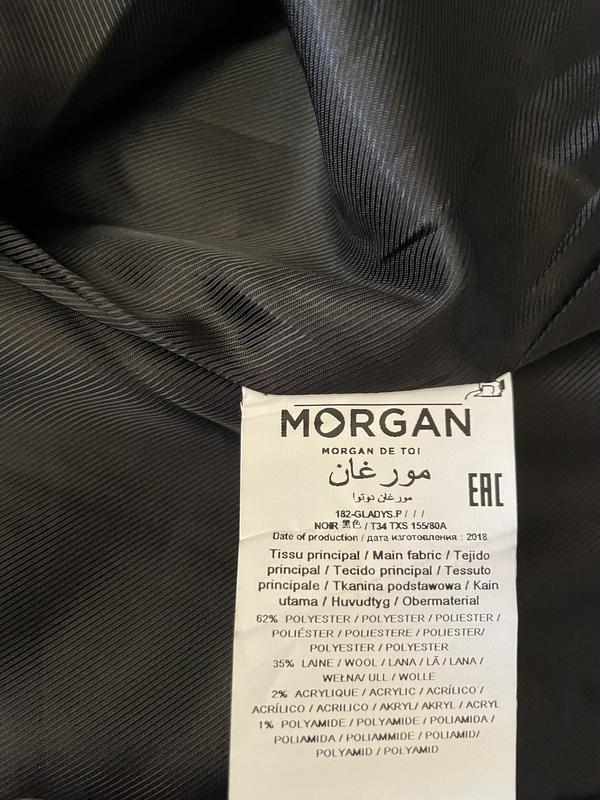 MORGAN
MORGAN DE TOI
مورغان
مورغان دوتوا
EAC
182-GLADYS.P / / /
NOIR 黑色 / T34 TXS 155/80A
Date of production / дата изготовления : 2018
Tissu principal / Main fabric / Tejido
principal / Tecido principal / Tessuto
principale / Tkanina podstawowa / Kain
utama / Huvudtyg / Obermaterial
62% POLYESTER / POLYESTER / POLIESTER /
POLIÉSTER / POLIESTERE / POLIESTER/
POLYESTER / POLYESTER
35% LAINE / WOOL / LANA / LÃ / LANA /
WEŁNA/ ULL / WOLLE
2% ACRYLIQUE / ACRYLIC / ACRÍLICO /
ACRÍLICO / ACRILICO / AKRYL/ AKRYL / ACRYL
1% POLYAMIDE / POLYAMIDE / POLIAMIDA /
POLIAMIDA / POLIAMMIDE / POLIAMID/
POLYAMID / POLYAMID